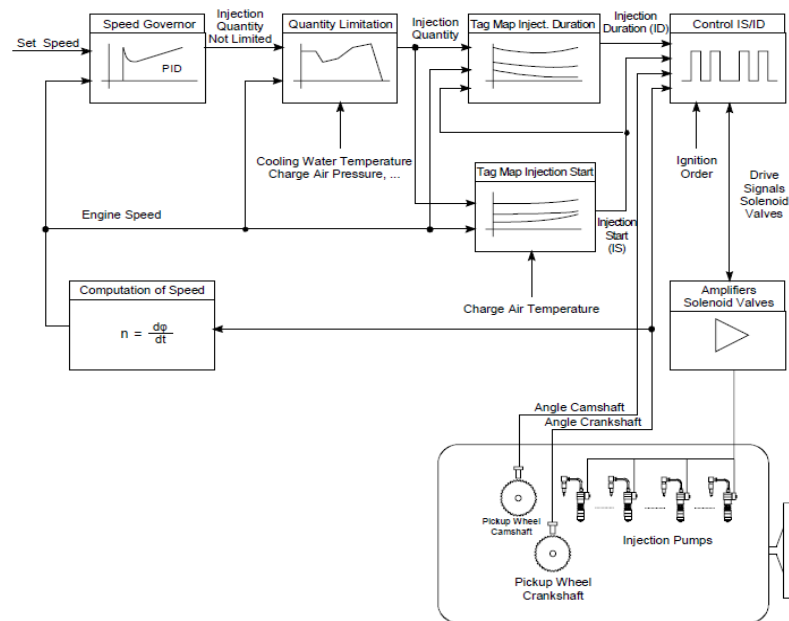 Speed Governor
Injection
Quantity
Not Limited
Quantity Limitation
Injection
Quantity
Tag Map Inject. Duration
Injection
Duration (ID)
Control IS/ID
Set Speed
PID
Cooling Water Temperature
Charge Air Pressure, ...
Tag Map Injection Start
Ignition
Order
Drive
Signals
Solenoid
Valves
Engine Speed
Injection
Start
(IS)
Computation of Speed
n = dφ
dt
Charge Air Temperature
Amplifiers
Solenoid Valves
Angle Camshaft
Angle Crankshaft
Pickup Wheel
Camshaft
Injection Pumps
Pickup Wheel
Crankshaft